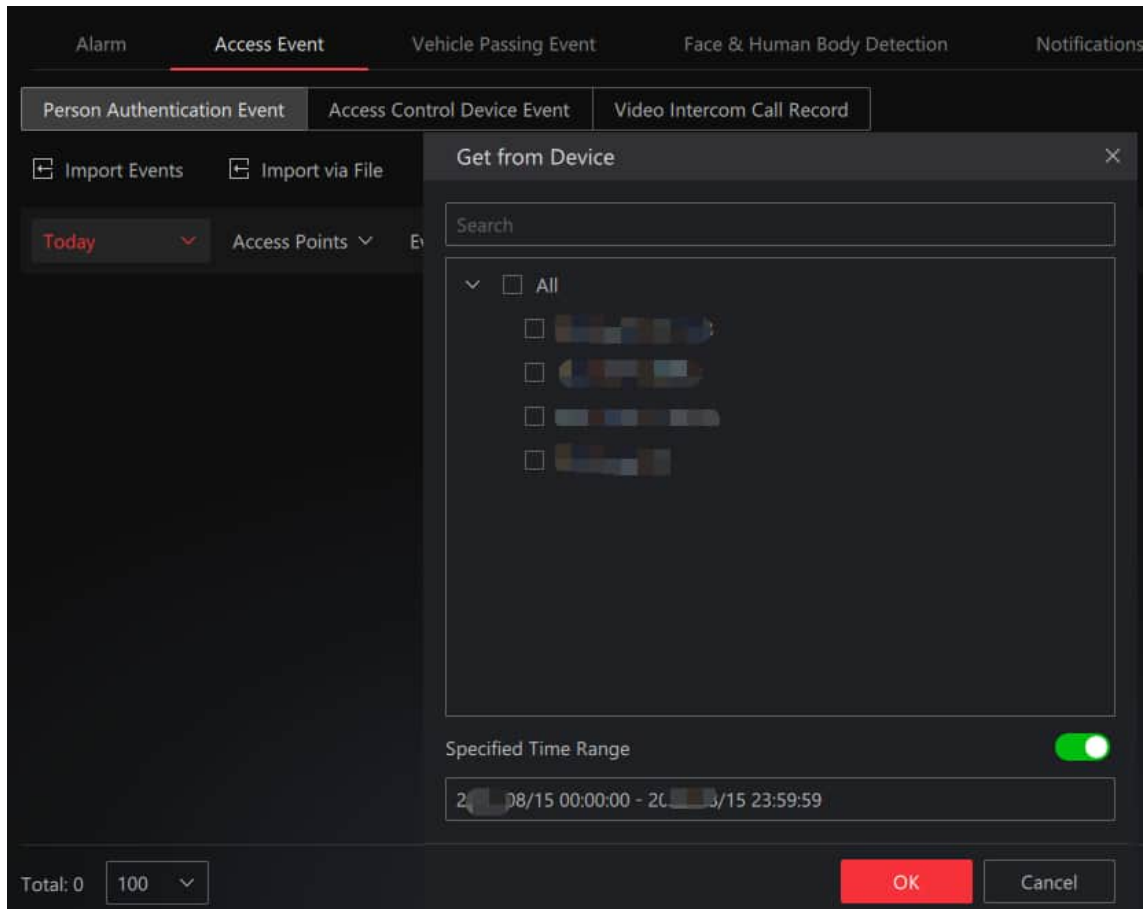 Alarm Access Event Vehicle Passing Event Face & Human Body Detection Notifications
Person Authentication Event Access Control Device Event Video Intercom Call Record
Import Events Import via File
Get from Device
Search
Today Access Points
All
Specified Time Range
08/15 00:00:00 - /15 23:59:59
Total: 0 100
OK Cancel